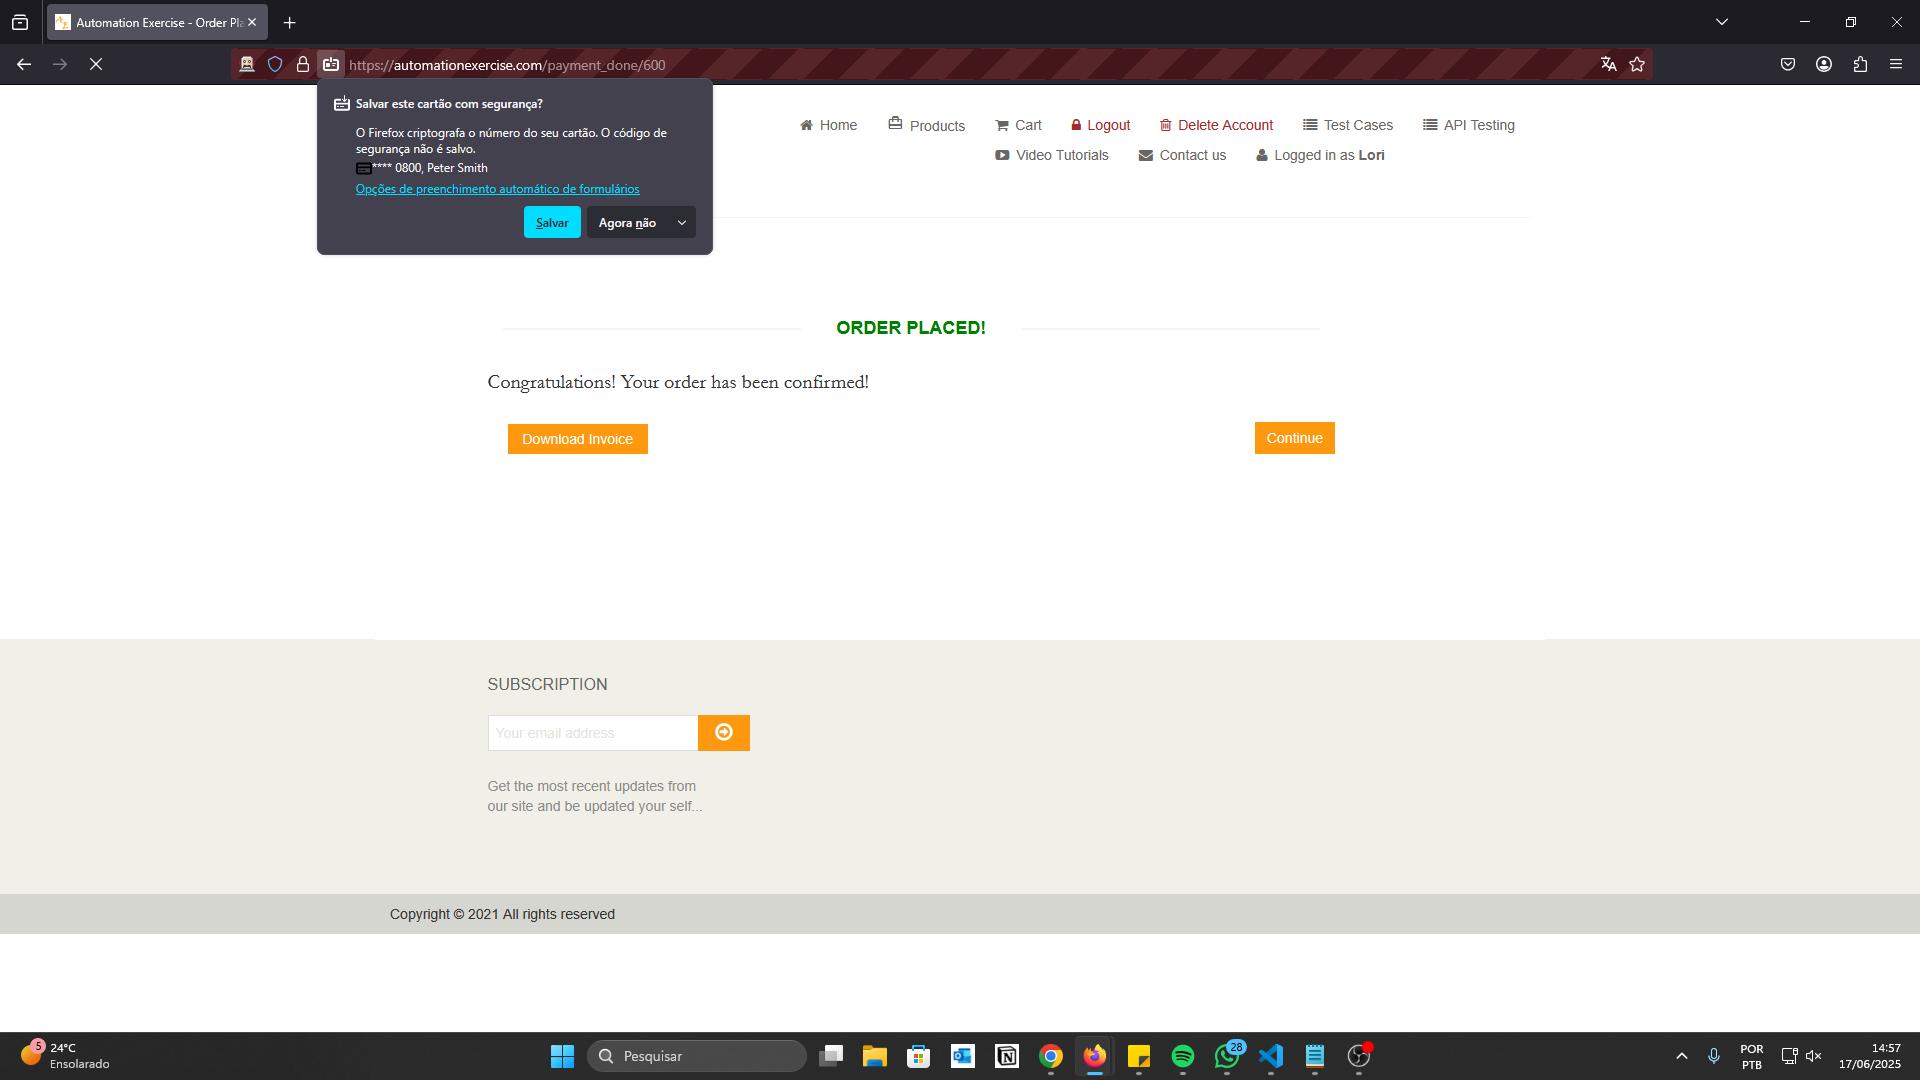 Automation Exercise - Order Pla
https://automationexercise.com/payment_done/600
Salvar este cartão com segurança?
O Firefox criptografa o número do seu cartão. O código de
segurança não é salvo.
**** 0800, Peter Smith
Opções de preenchimento automático de formulários
Salvar
Agora não
Home
Products
Cart
Logout
Delete Account
Test Cases
API Testing
Video Tutorials
Contact us
Logged in as Lori
ORDER PLACED!
Congratulations! Your order has been confirmed!
Download Invoice
Continue
SUBSCRIPTION
Your email address
Get the most recent updates from
our site and be updated your self...
Copyright © 2021 All rights reserved
5
24°C
Ensolarado
Pesquisar
28
POR
PTB
14:57
17/06/2025